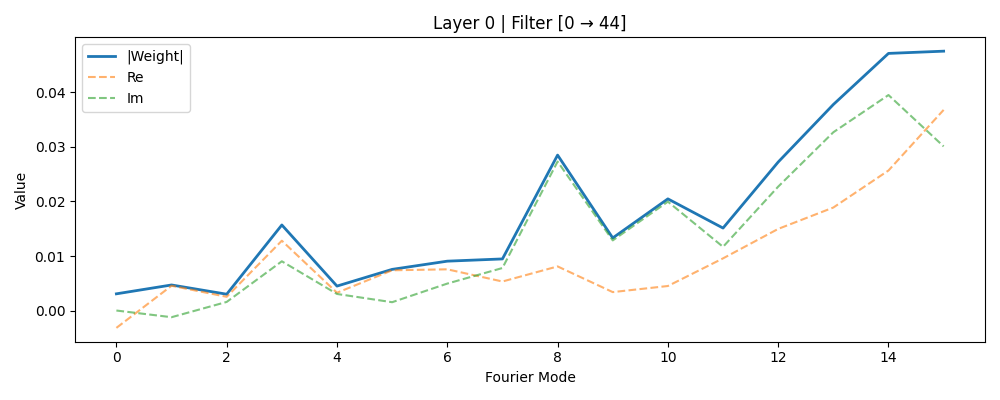 Layer 0 | Filter [0 → 44]
|Weight|
Re
Im
Value
0.04
0.03
0.02
0.01
0.00
0 2 4 6 8 10 12 14
Fourier Mode